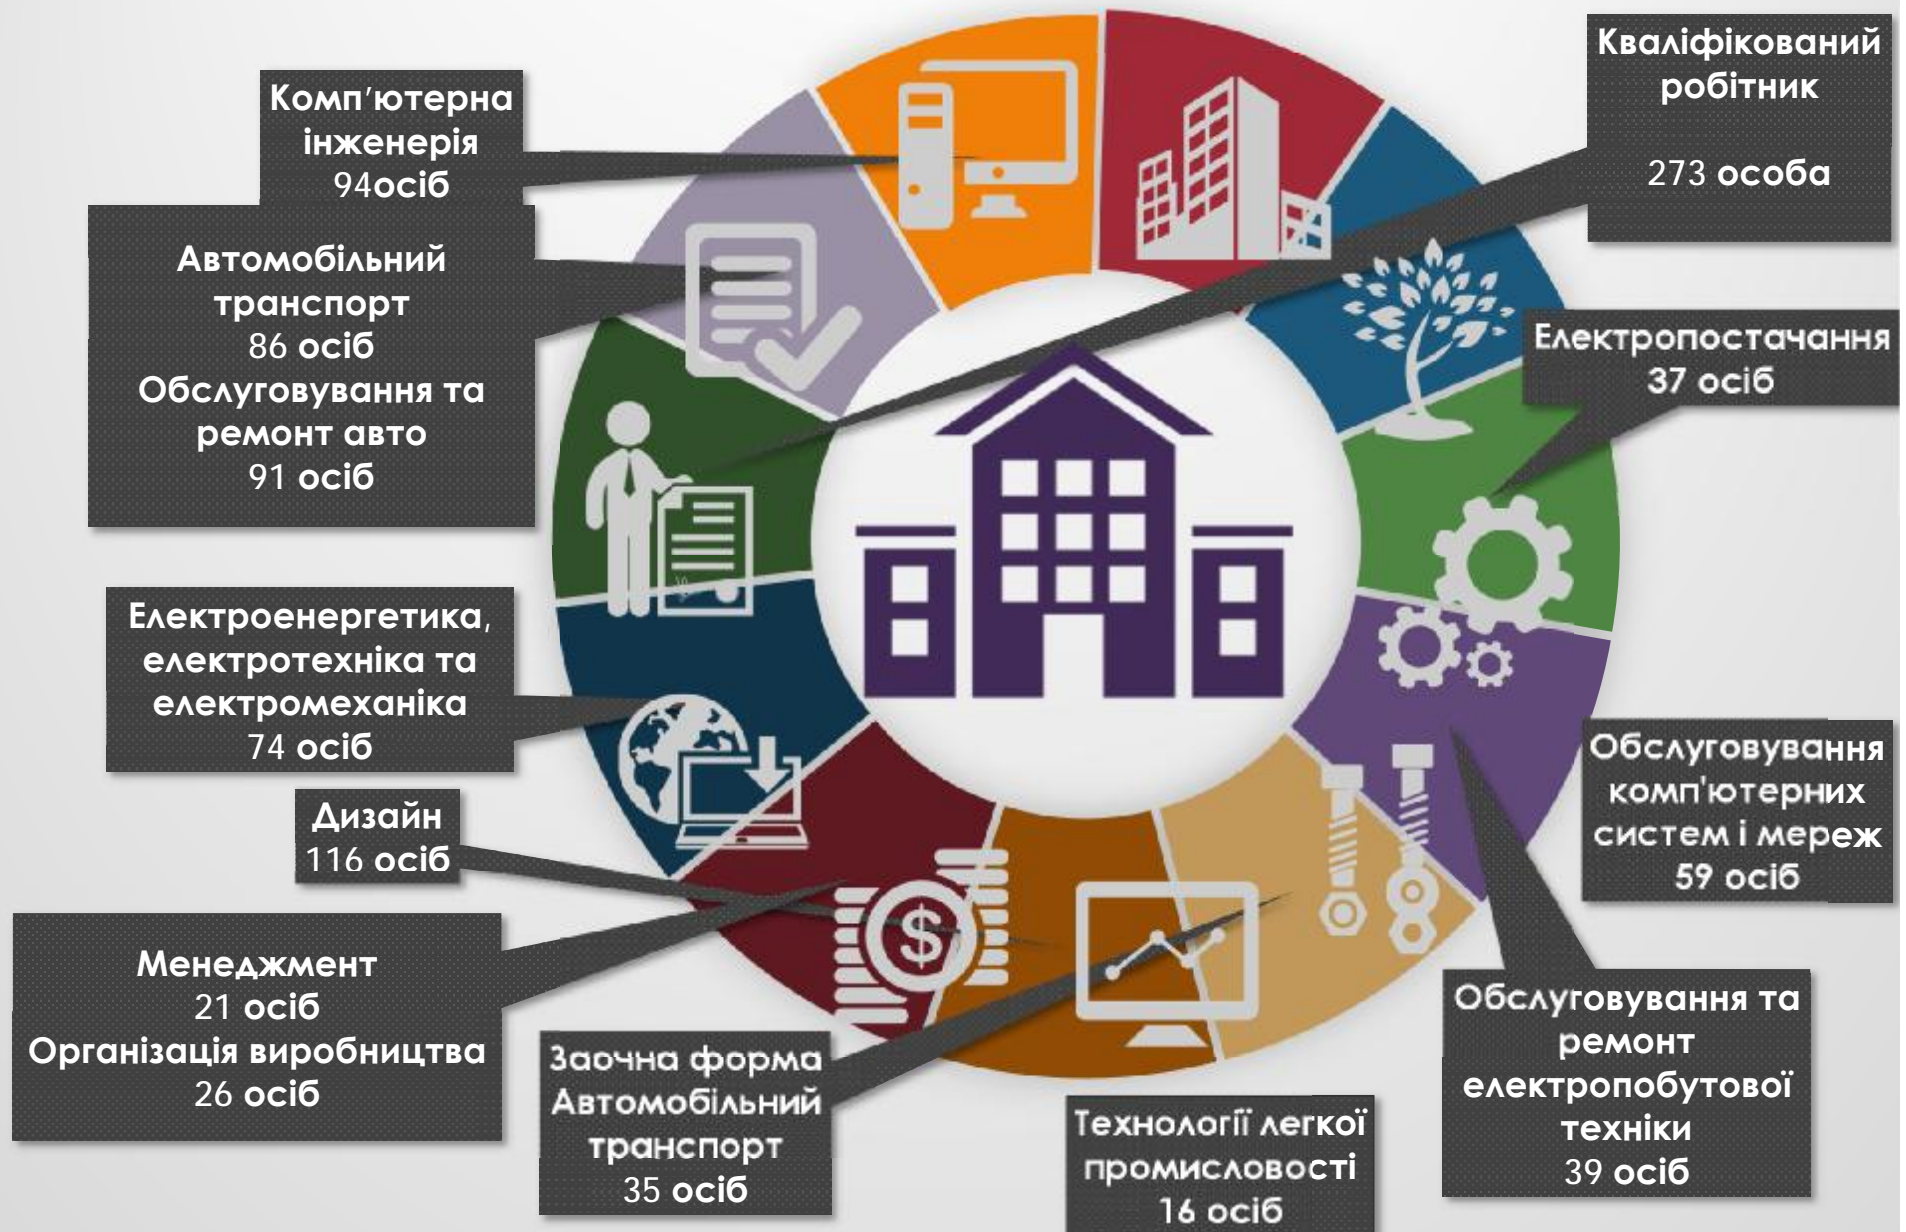 Комп'ютерна
інженерія
94осіб
Автомобільний
транспорт
86 осіб
Обслуговування та
ремонт авто
91 осіб
Електроенергетика,
електротехніка та
електромеханіка
74 осіб
Дизайн
116 осіб
Менеджмент
21 осіб
Організація виробництва
26 осіб
Заочна форма
Автомобільний
транспорт
35 осіб
Технології легкої
промисловості
16 осіб
Обслуговування та
ремонт
електропобутової
техніки
39 осіб
Обслуговування
комп'ютерних
систем і мереж
59 осіб
Електропостачання
37 осіб
Кваліфікований
робітник
273 особа
$